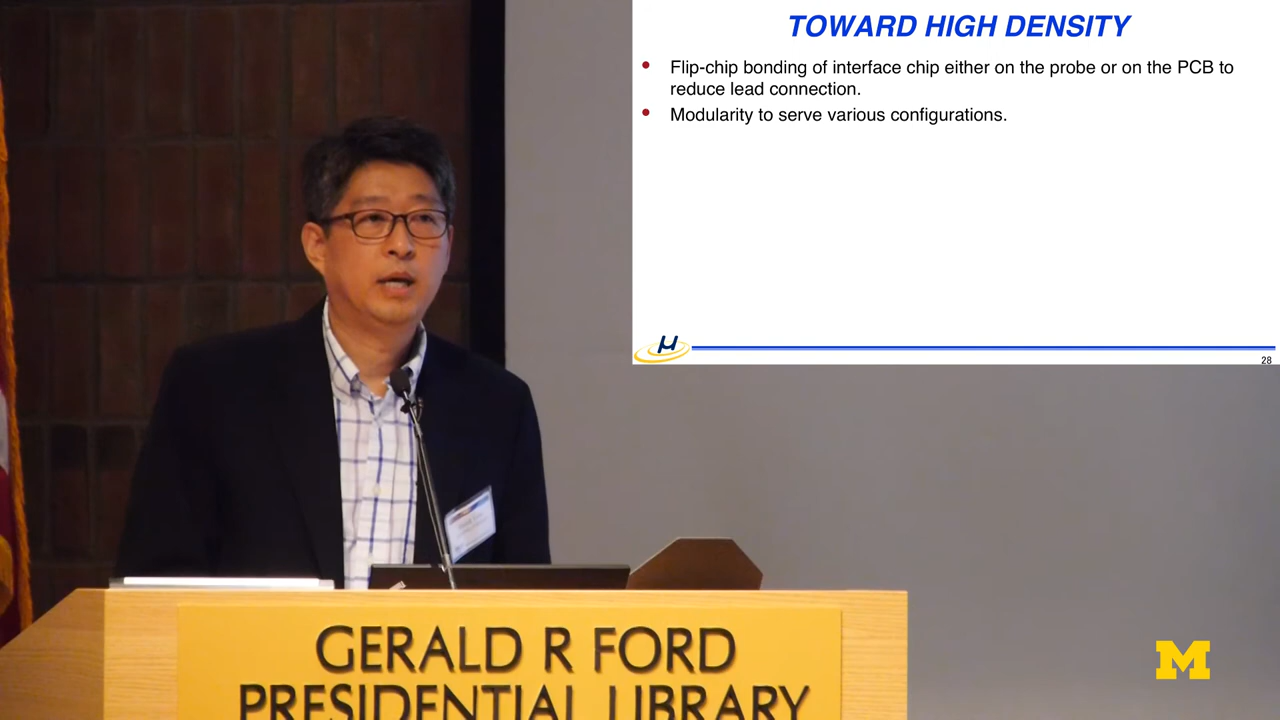 TOWARD HIGH DENSITY
• Flip-chip bonding of interface chip either on the probe or on the PCB to
reduce lead connection.
• Modularity to serve various configurations.
μ
28
GERALD R FORD
PRESIDENTIAL LIBRARY
M